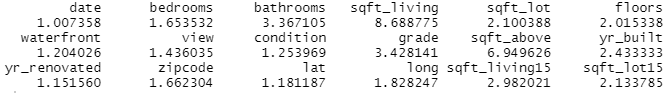 date bedrooms bathrooms sqft_living sqft_lot floors
1.007358 1.653532 3.367105 8.688775 2.100388 2.015338
waterfront view condition grade sqft_above yr_built
1.204026 1.436035 1.253969 3.428141 6.949626 2.433333
yr_renovated zipcode lat long sqft_living15 sqft_lot15
1.151560 1.662304 1.181187 1.828247 2.982021 2.133785